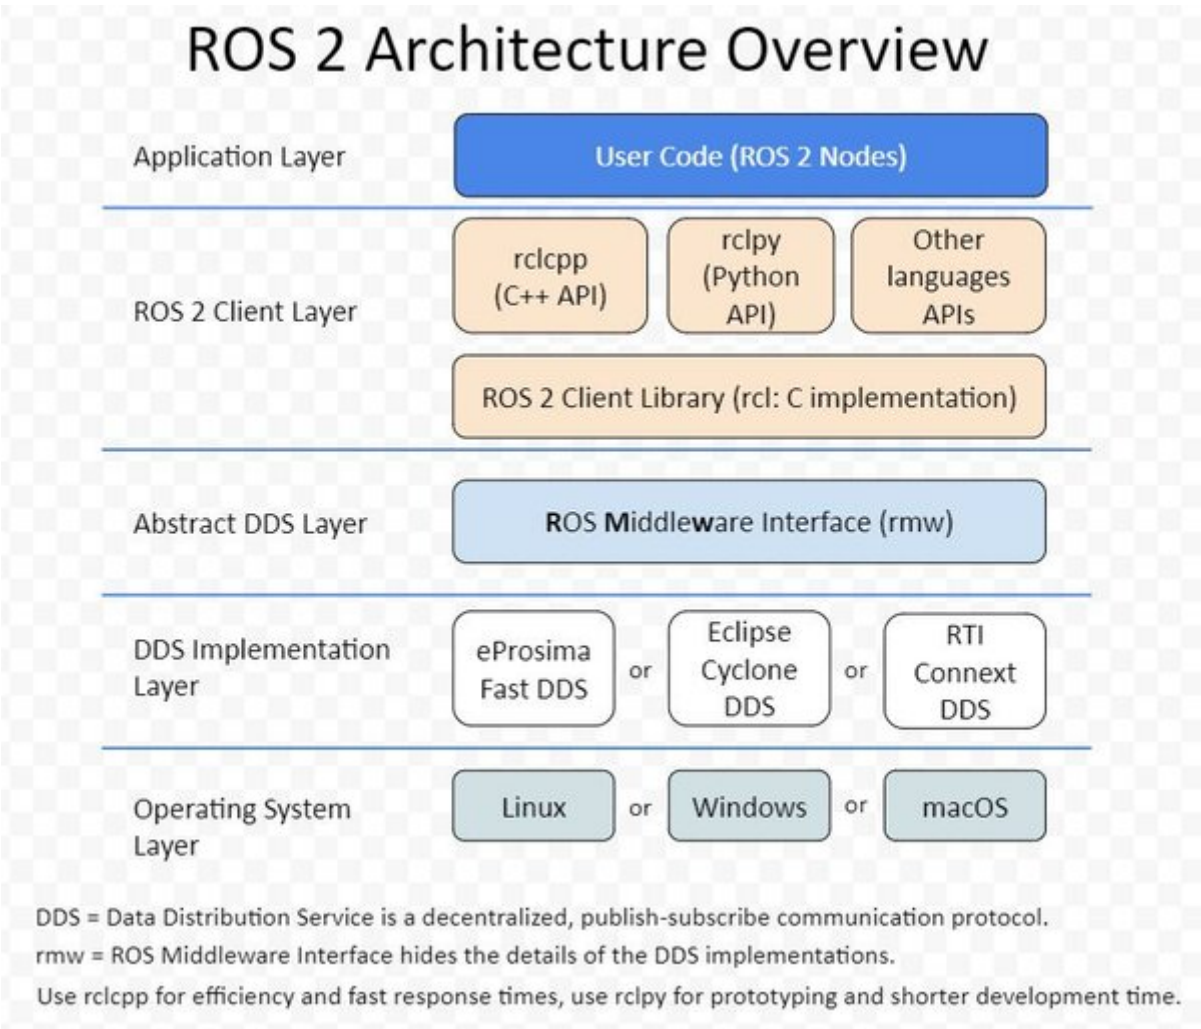 ROS 2 Architecture Overview
Application Layer
User Code (ROS 2 Nodes)
ROS 2 Client Layer
rclcpp
(C++ API)
rclpy
(Python
API)
Other
languages
APIs
ROS 2 Client Library (rcl: C implementation)
Abstract DDS Layer
ROS Middleware Interface (rmw)
DDS Implementation
Layer
eProsima
Fast DDS
or
Eclipse
Cyclone
DDS
or
RTI
Connext
DDS
Operating System
Layer
Linux
or
Windows
or
macOS
DDS = Data Distribution Service is a decentralized, publish-subscribe communication protocol.
rmw = ROS Middleware Interface hides the details of the DDS implementations.
Use rclcpp for efficiency and fast response times, use rclpy for prototyping and shorter development time.